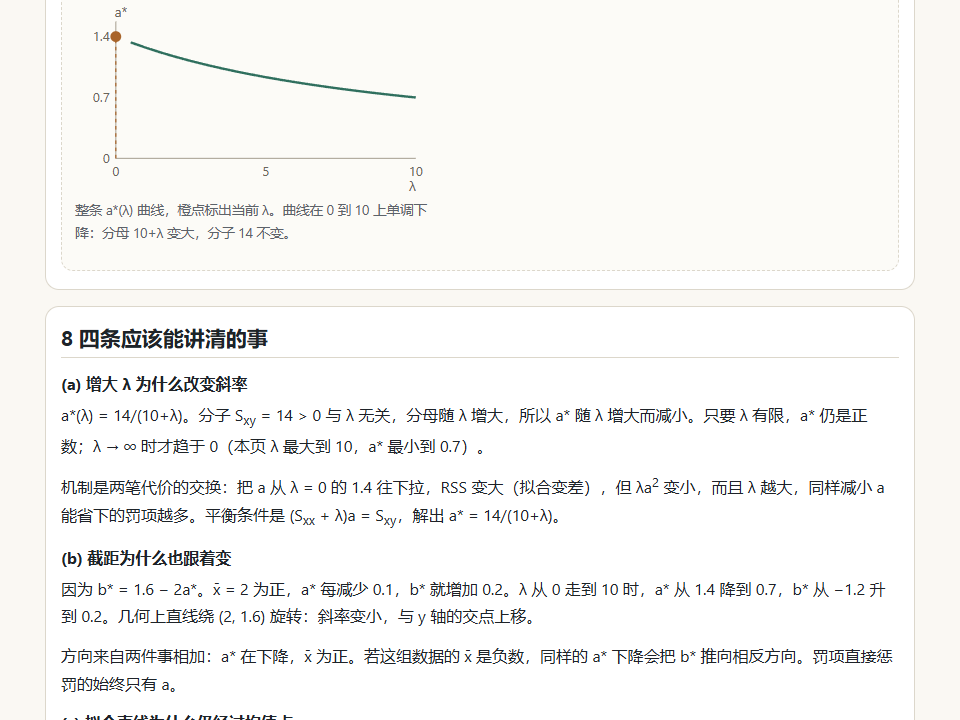 a*
1.4
0.7
0
0 5 10
λ
整条 a*(λ) 曲线，橙点标出当前 λ。曲线在 0 到 10 上单调下
降：分母 10+λ 变大，分子 14 不变。
8 四条应该能讲清的事
(a) 增大 λ 为什么改变斜率
a*(λ) = 14/(10+λ)。分子 Sxy = 14 > 0 与 λ 无关，分母随 λ 增大，所以 a* 随 λ 增大而减小。只要 λ 有限，a* 仍是正
数；λ → ∞ 时才趋于 0（本页 λ 最大到 10，a* 最小到 0.7）。
机制是两笔代价的交换：把 a 从 λ = 0 的 1.4 往下拉，RSS 变大（拟合变差），但 λa² 变小，而且 λ 越大，同样减小 a
能省下的罚项越多。平衡条件是 (Sxx + λ)a = Sxy，解出 a* = 14/(10+λ)。
(b) 截距为什么也跟着变
因为 b* = 1.6 − 2a*。x̄ = 2 为正，a* 每减少 0.1，b* 就增加 0.2。λ 从 0 走到 10 时，a* 从 1.4 降到 0.7，b* 从 −1.2 升
到 0.2。几何上直线绕 (2, 1.6) 旋转：斜率变小，与 y 轴的交点上移。
方向来自两件事相加：a* 在下降，x̄ 为正。若这组数据的 x̄ 是负数，同样的 a* 下降会把 b* 推向相反方向。罚项直接惩
罚的始终只有 a。